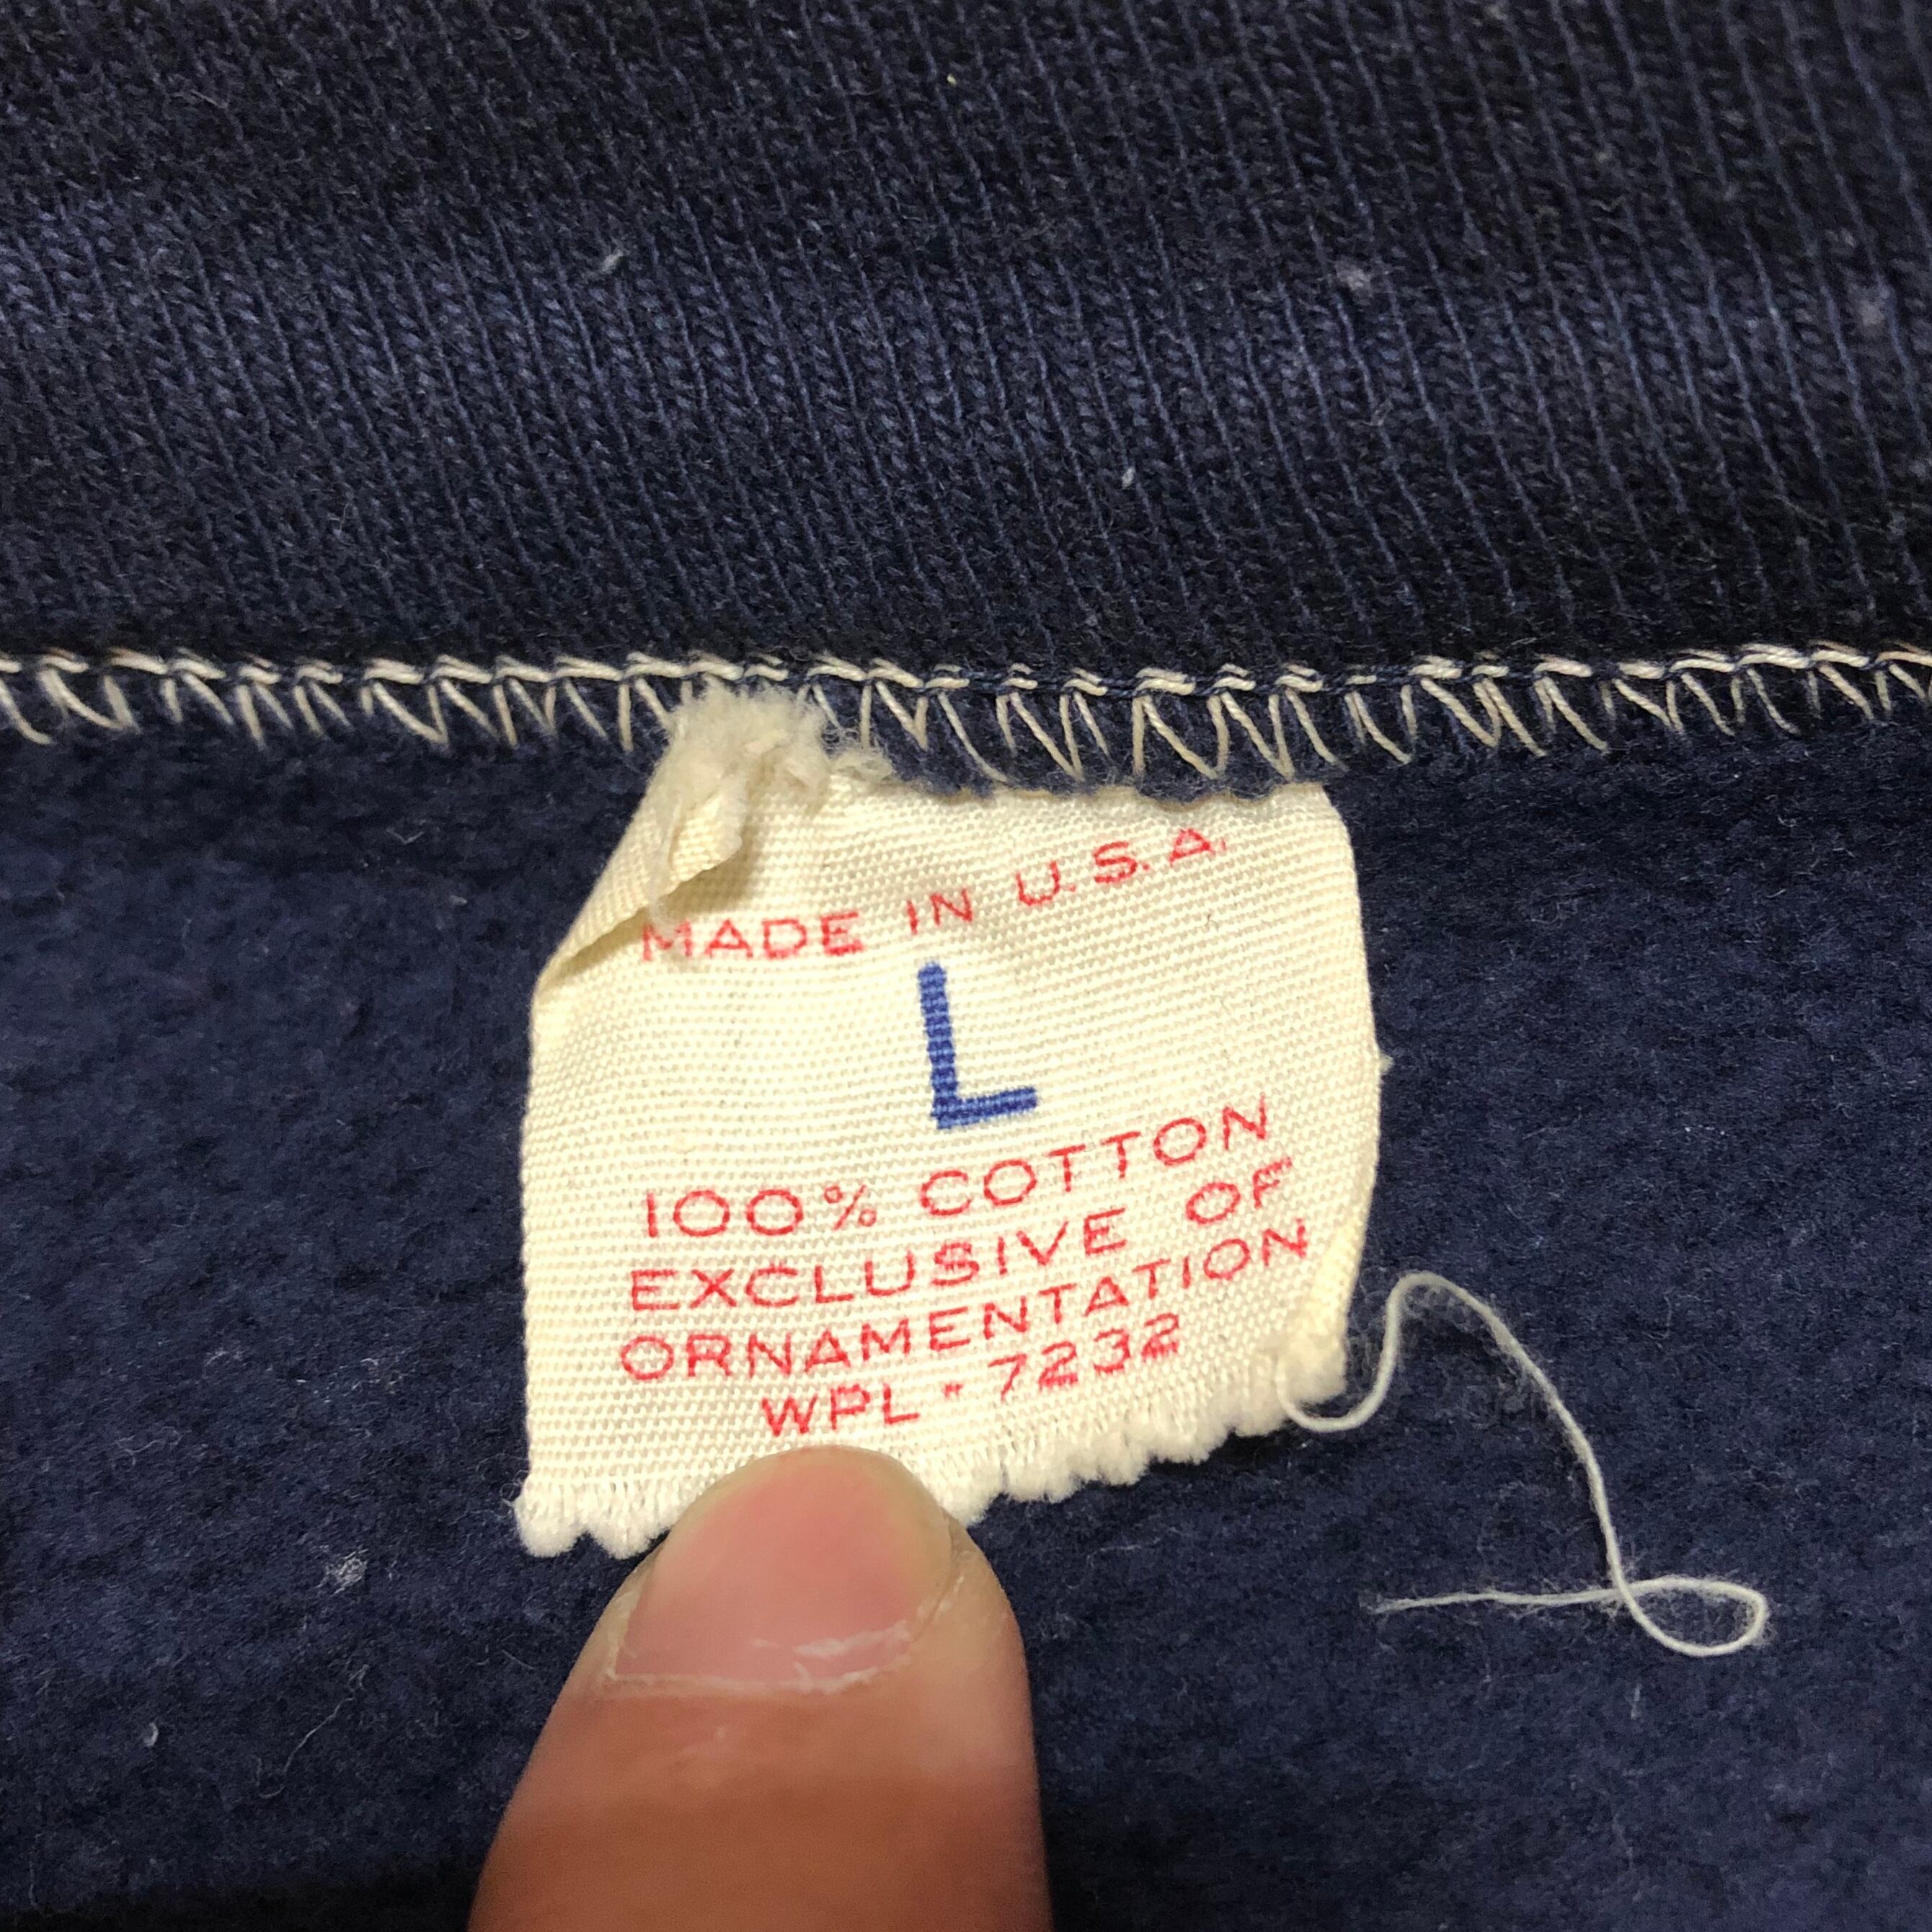 MADE IN U.S.A.
L
100% COTTON
EXCLUSIVE OF
ORNAMENTATION
WPL-7232